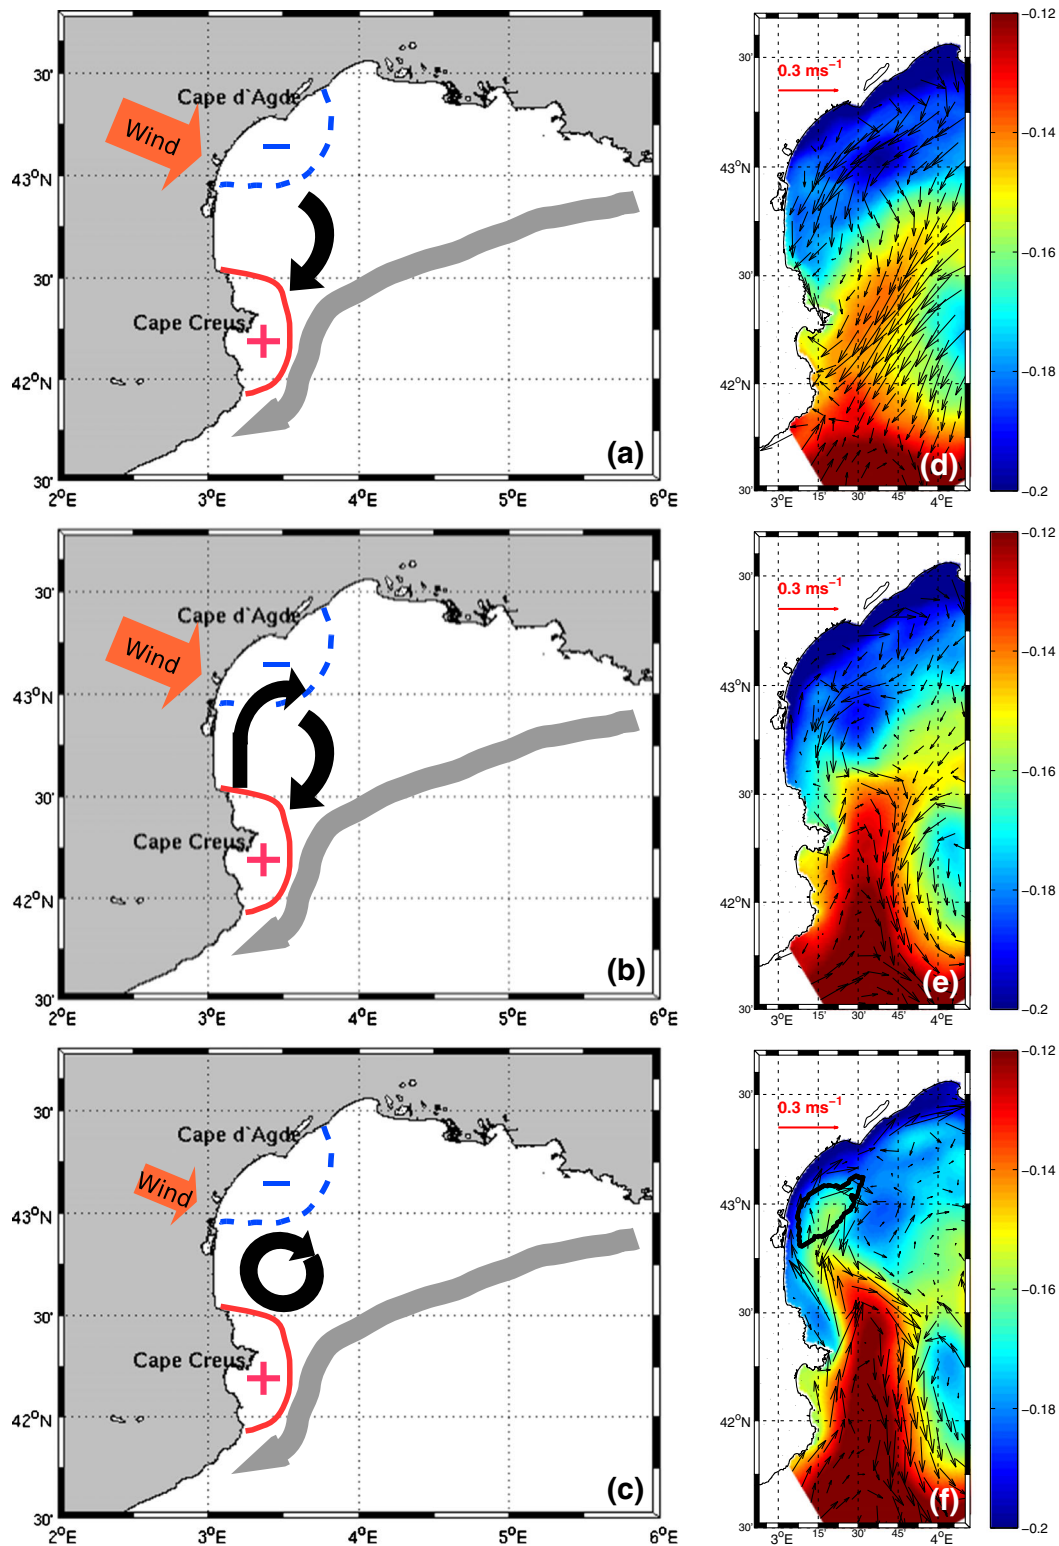 30'
Cape d`Agde
Wind
43°N
30'
Cape Creus
42°N
(a)
30'
2°E 3°E 4°E 5°E 6°E
0.3 ms−1
30'
43°N
30'
42°N
(d)
30'
3°E 15' 30' 45' 4°E
−0.12
−0.14
−0.16
−0.18
−0.2
30'
Cape d`Agde
Wind
43°N
30'
Cape Creus
42°N
(b)
30'
2°E 3°E 4°E 5°E 6°E
0.3 ms−1
30'
43°N
30'
42°N
(e)
30'
3°E 15' 30' 45' 4°E
−0.12
−0.14
−0.16
−0.18
−0.2
30'
Cape d`Agde
Wind
43°N
30'
Cape Creus
42°N
(c)
30'
2°E 3°E 4°E 5°E 6°E
0.3 ms−1
30'
43°N
30'
42°N
(f)
30'
3°E 15' 30' 45' 4°E
−0.12
−0.14
−0.16
−0.18
−0.2